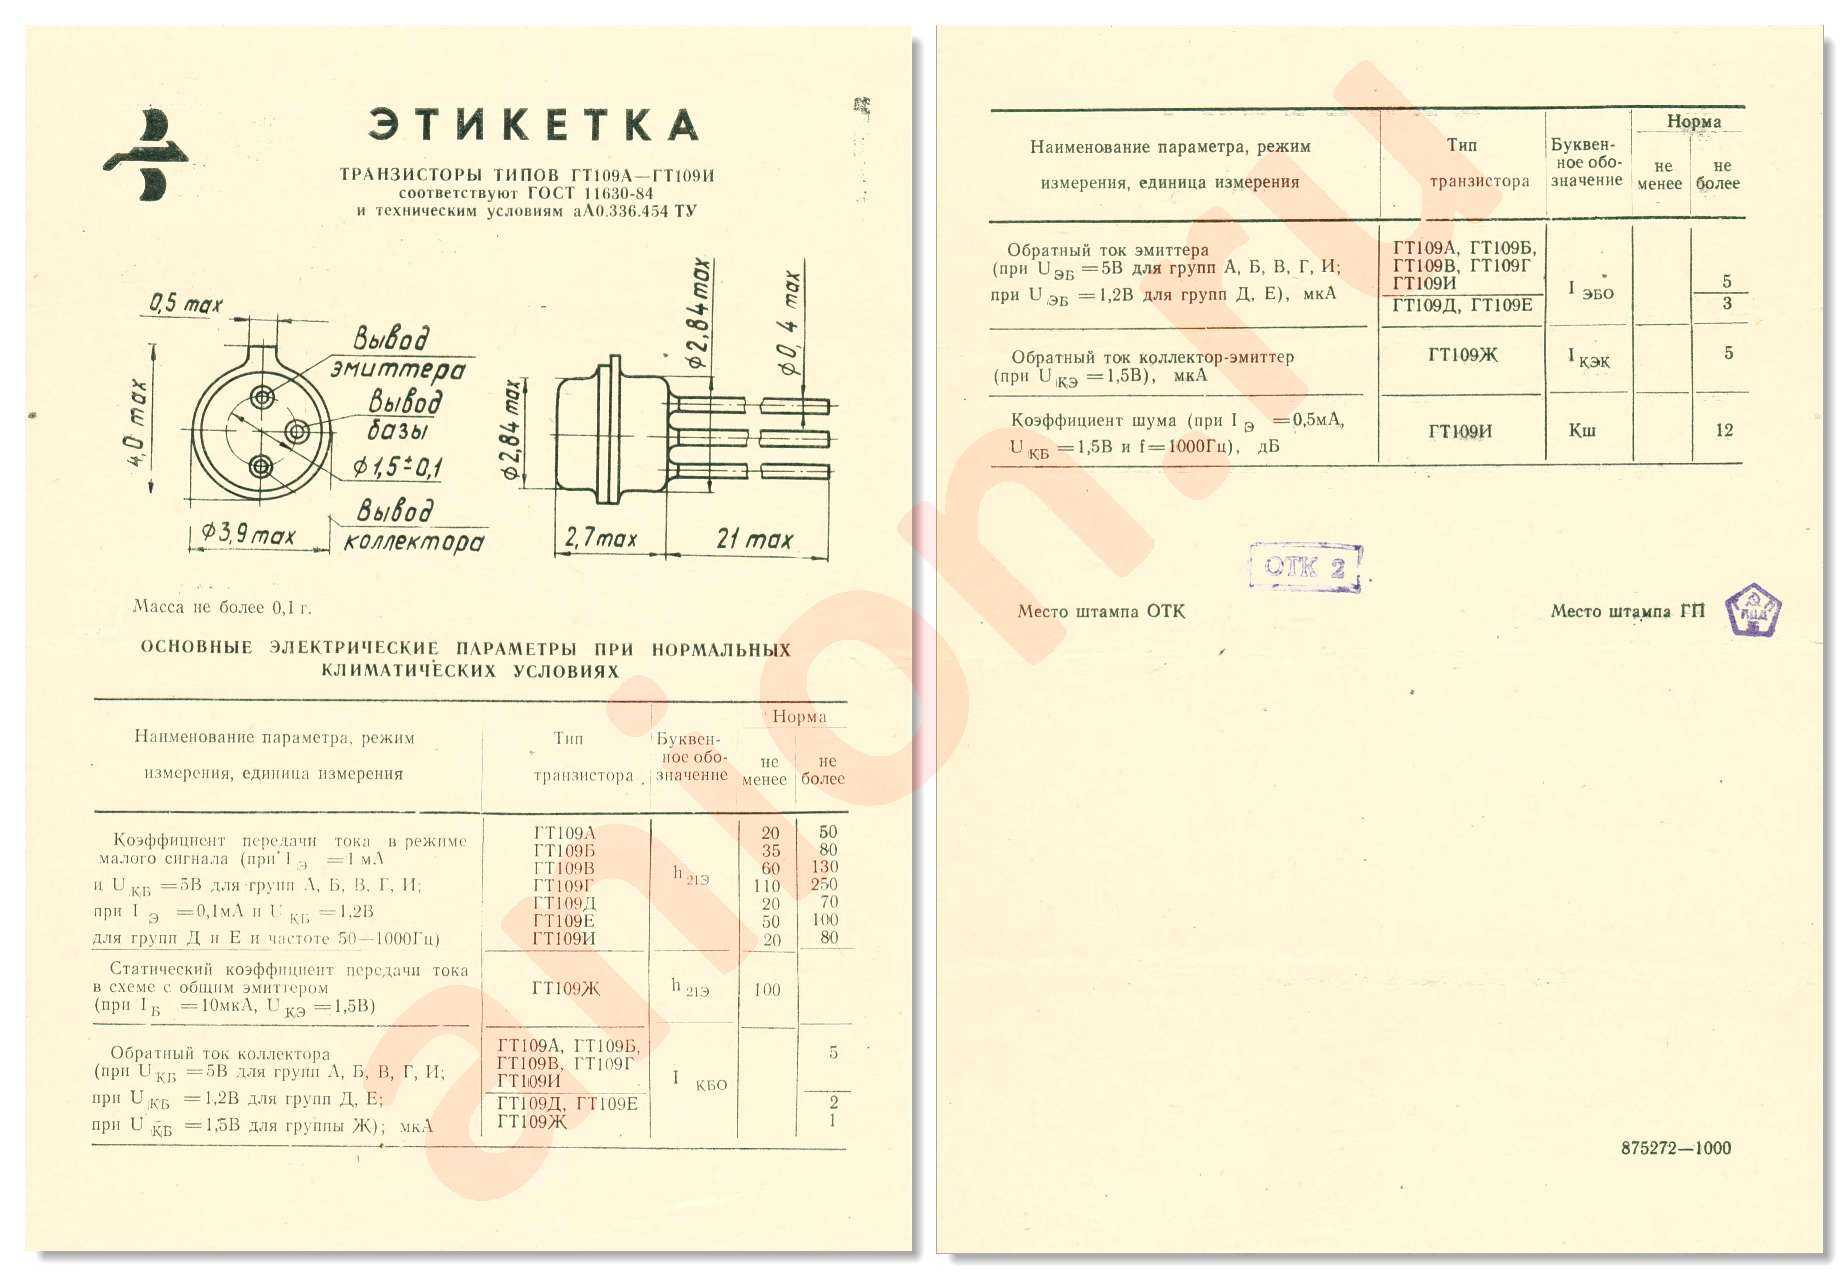 ЭТИКЕТКА
ТРАНЗИСТОРЫ ТИПОВ ГТ109А—ГТ109И
соответствуют ГОСТ 11630-84
и техническим условиям аА0.336.454 ТУ
0,5 max
Вывод
эмиттера
Вывод
базы
ф1,5±0,1
Вывод
коллектора
4,0 max
ф3,9 max
ф2,84 max
ф2,84 max
ф0,4 max
2,7 max
21 max
Масса не более 0,1 г.
ОСНОВНЫЕ ЭЛЕКТРИЧЕСКИЕ ПАРАМЕТРЫ ПРИ НОРМАЛЬНЫХ
КЛИМАТИЧЕСКИХ УСЛОВИЯХ
Наименование параметра, режим
измерения, единица измерения
Тип
транзистора
Буквен-
ное обо-
значение
Норма
не
менее
не
более
Коэффициент передачи тока в режиме
малого сигнала (при I Э =1 мА
и U КБ =5В для групп А, Б, В, Г, И;
при I Э =0,1мА и U КБ =1,2В
для групп Д и Е и частоте 50—1000Гц)
h 21Э
ГТ109А 20 50
ГТ109Б 35 80
ГТ109В 60 130
ГТ109Г 110 250
ГТ109Д 20 70
ГТ109Е 50 100
ГТ109И 20 80
Статический коэффициент передачи тока
в схеме с общим эмиттером
(при I Б =10мкА, U КЭ =1,5В)
ГТ109Ж h 21Э 100
Обратный ток коллектора
(при U КБ =5В для групп А, Б, В, Г, И;
при U КБ =1,2В для групп Д, Е;
при U КБ =1,5В для группы Ж); мкА
ГТ109А, ГТ109Б,
ГТ109В, ГТ109Г
ГТ109И
ГТ109Д, ГТ109Е
ГТ109Ж
I КБО
5
2
1
Наименование параметра, режим
измерения, единица измерения
Тип
транзистора
Буквен-
ное обо-
значение
Норма
не
менее
не
более
Обратный ток эмиттера
(при U ЭБ =5В для групп А, Б, В, Г, И;
при U ЭБ =1,2В для групп Д, Е), мкА
ГТ109А, ГТ109Б,
ГТ109В, ГТ109Г
ГТ109И
ГТ109Д, ГТ109Е
I ЭБО
5
3
Обратный ток коллектор-эмиттер
(при U КЭ =1,5В), мкА
ГТ109Ж I КЭК 5
Коэффициент шума (при I Э =0,5мА,
U КБ =1,5В и f=1000Гц), дБ
ГТ109И Кш 12
ОТК 2
Место штампа ОТК
Место штампа ГП
875272—1000
anion.ru